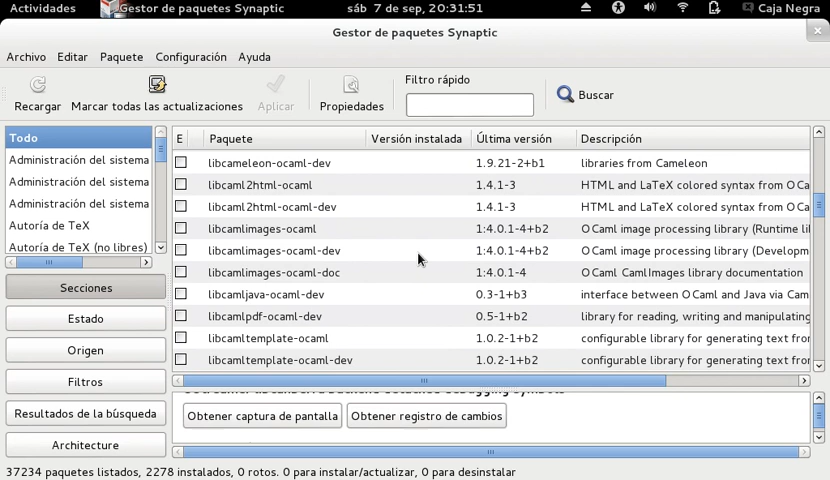 Actividades Gestor de paquetes Synaptic sáb 7 de sep, 20:31:51 Caja Negra
Gestor de paquetes Synaptic
Archivo Editar Paquete Configuración Ayuda
Recargar Marcar todas las actualizaciones Aplicar Propiedades Filtro rápido Buscar
E Paquete Versión instalada Última versión Descripción
libcameleon-ocaml-dev 1.9.21-2+b1 libraries from Cameleon
libcaml2html-ocaml 1.4.1-3 HTML and LaTeX colored syntax from OCa
libcaml2html-ocaml-dev 1.4.1-3 HTML and LaTeX colored syntax from OCa
libcamlimages-ocaml 1:4.0.1-4+b2 OCaml image processing library (Runtime li
libcamlimages-ocaml-dev 1:4.0.1-4+b2 OCaml image processing library (Developm
libcamlimages-ocaml-doc 1:4.0.1-4 OCaml CamlImages library documentation
libcamljava-ocaml-dev 0.3-1+b3 interface between OCaml and Java via Cam
libcamlpdf-ocaml-dev 0.5-1+b2 library for reading, writing and manipulating
libcamltemplate-ocaml 1.0.2-1+b2 configurable library for generating text fro
libcamltemplate-ocaml-dev 1.0.2-1+b2 configurable library for generating text fro
Todo
Administración del sistema
Administración del sistema
Administración del sistema
Autoría de TeX
Autoría de TeX (no libres)
Secciones
Estado
Origen
Filtros
Resultados de la búsqueda
Architecture
Obtener captura de pantalla Obtener registro de cambios
37234 paquetes listados, 2278 instalados, 0 rotos. 0 para instalar/actualizar, 0 para desinstalar